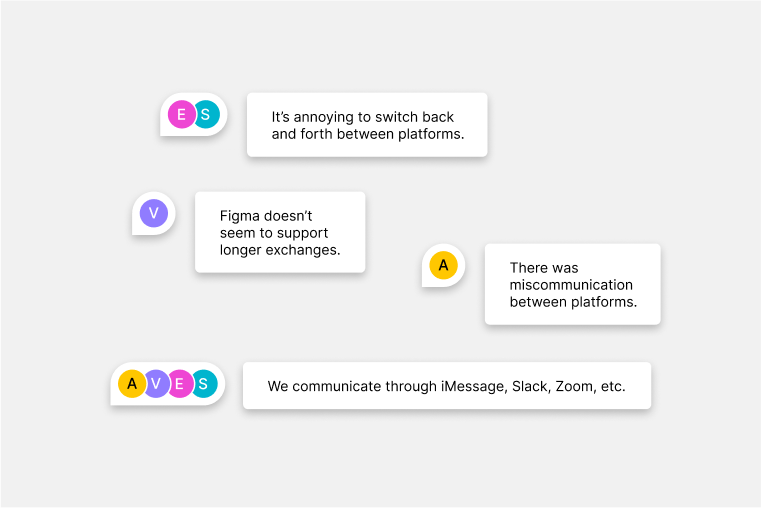 E S
It’s annoying to switch back
and forth between platforms.
V
Figma doesn’t
seem to support
longer exchanges.
A
There was
miscommunication
between platforms.
A V E S
We communicate through iMessage, Slack, Zoom, etc.